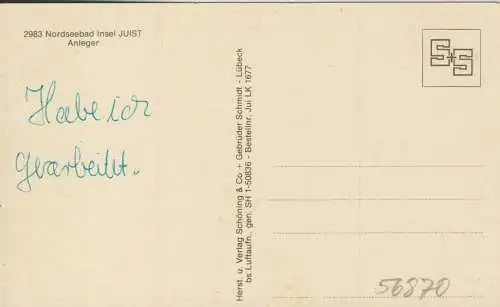 2983 Nordseebad Insel JUIST
Anleger
Habe ich
gearbeitet.
S+S
Herst. u. Verlag Schöning & Co + Gebrüder Schmidt - Lübeck
bs Luftaufn., gen. SH 1-50836 - Bestellnr. Jui LK 1677
56870